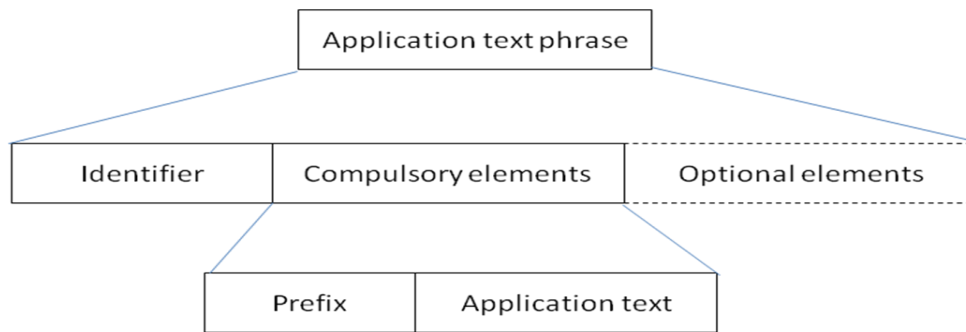 Application text phrase
Identifier Compulsory elements Optional elements
Prefix Application text